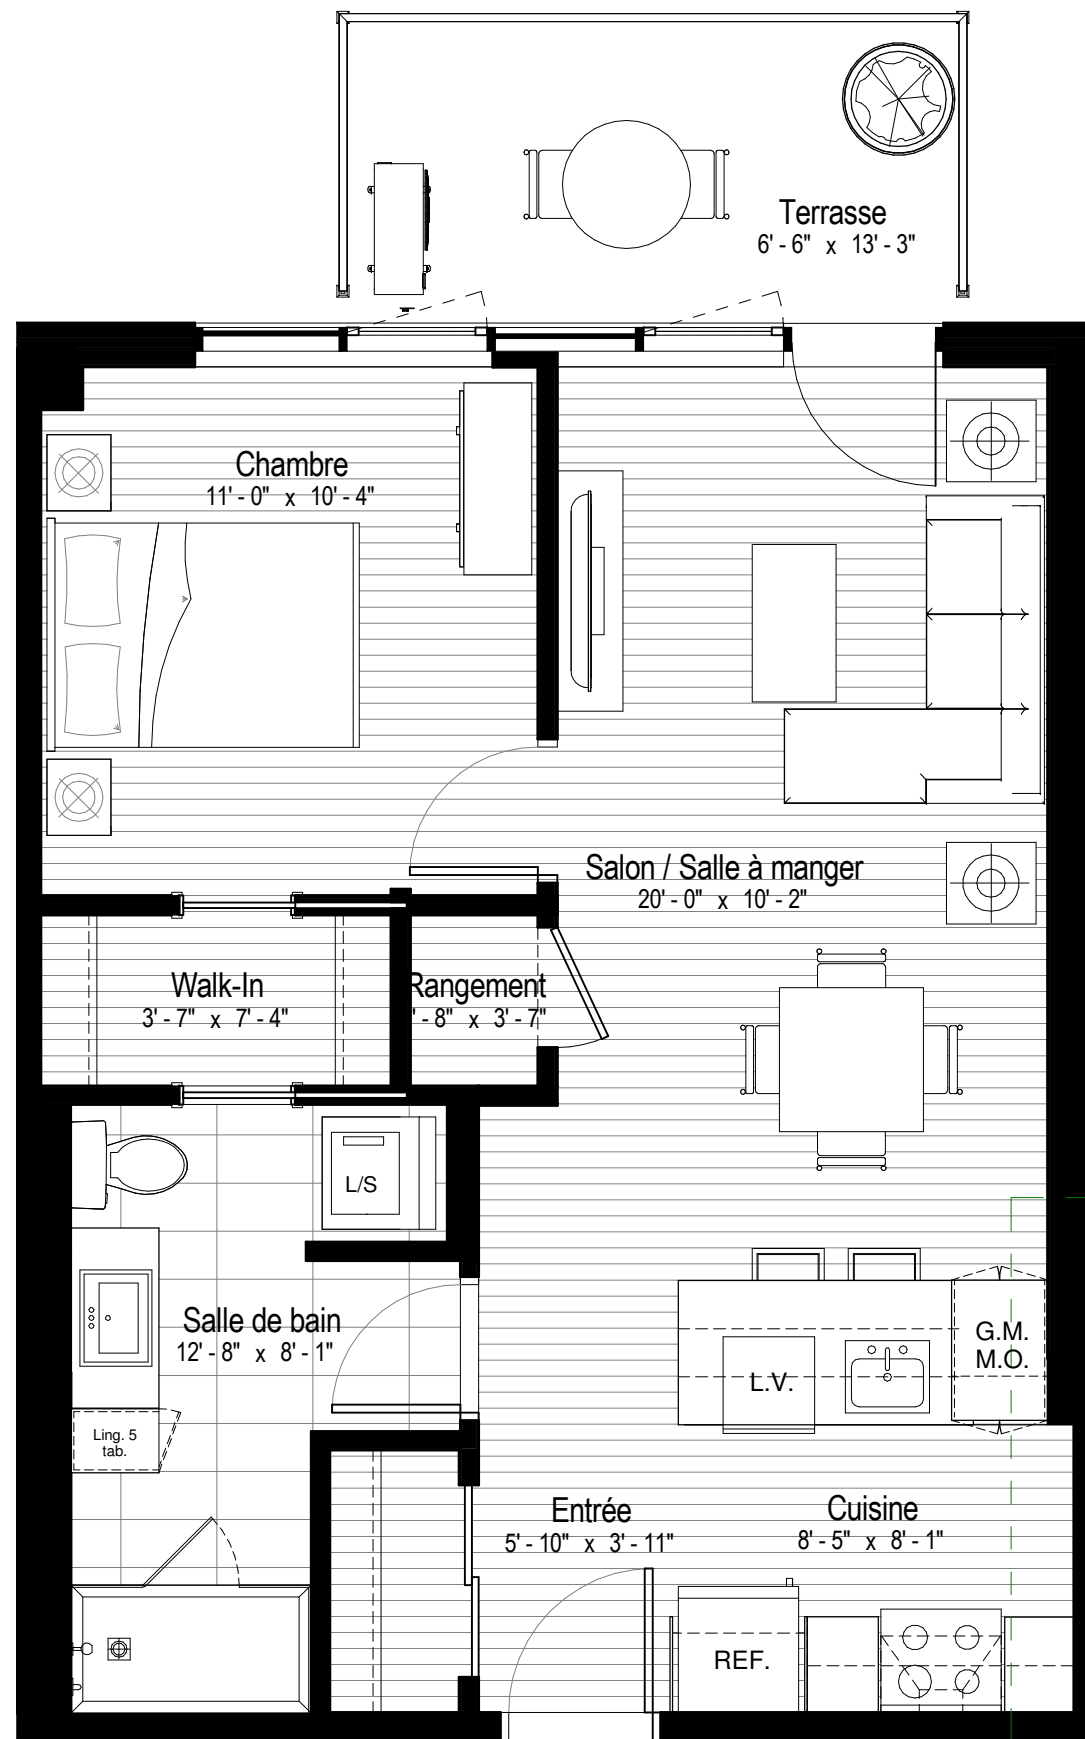 Terrasse
6' - 6" x 13' - 3"
Chambre
11' - 0" x 10' - 4"
Salon / Salle à manger
20' - 0" x 10' - 2"
Walk-In
3' - 7" x 7' - 4"
Rangement
' - 8" x 3' - 7"
L/S
Salle de bain
12' - 8" x 8' - 1"
G.M.
M.O.
L.V.
Ling. 5
tab.
Entrée
5' - 10" x 3' - 11"
Cuisine
8' - 5" x 8' - 1"
REF.